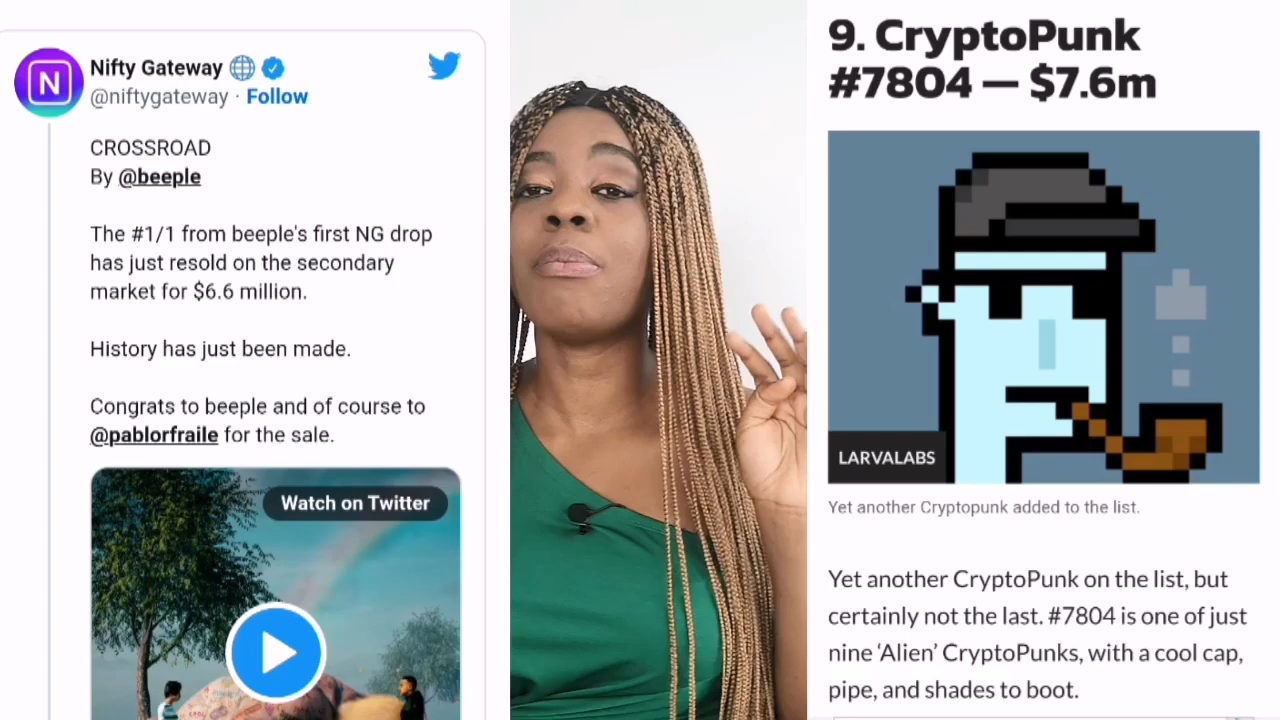 Nifty Gateway
@niftygateway · Follow
CROSSROAD
By @beeple
The #1/1 from beeple's first NG drop
has just resold on the secondary
market for $6.6 million.
History has just been made.
Congrats to beeple and of course to
@pablorfraile for the sale.
Watch on Twitter
9. CryptoPunk
#7804 — $7.6m
LARVALABS
Yet another Cryptopunk added to the list.
Yet another CryptoPunk on the list, but
certainly not the last. #7804 is one of just
nine ‘Alien’ CryptoPunks, with a cool cap,
pipe, and shades to boot.